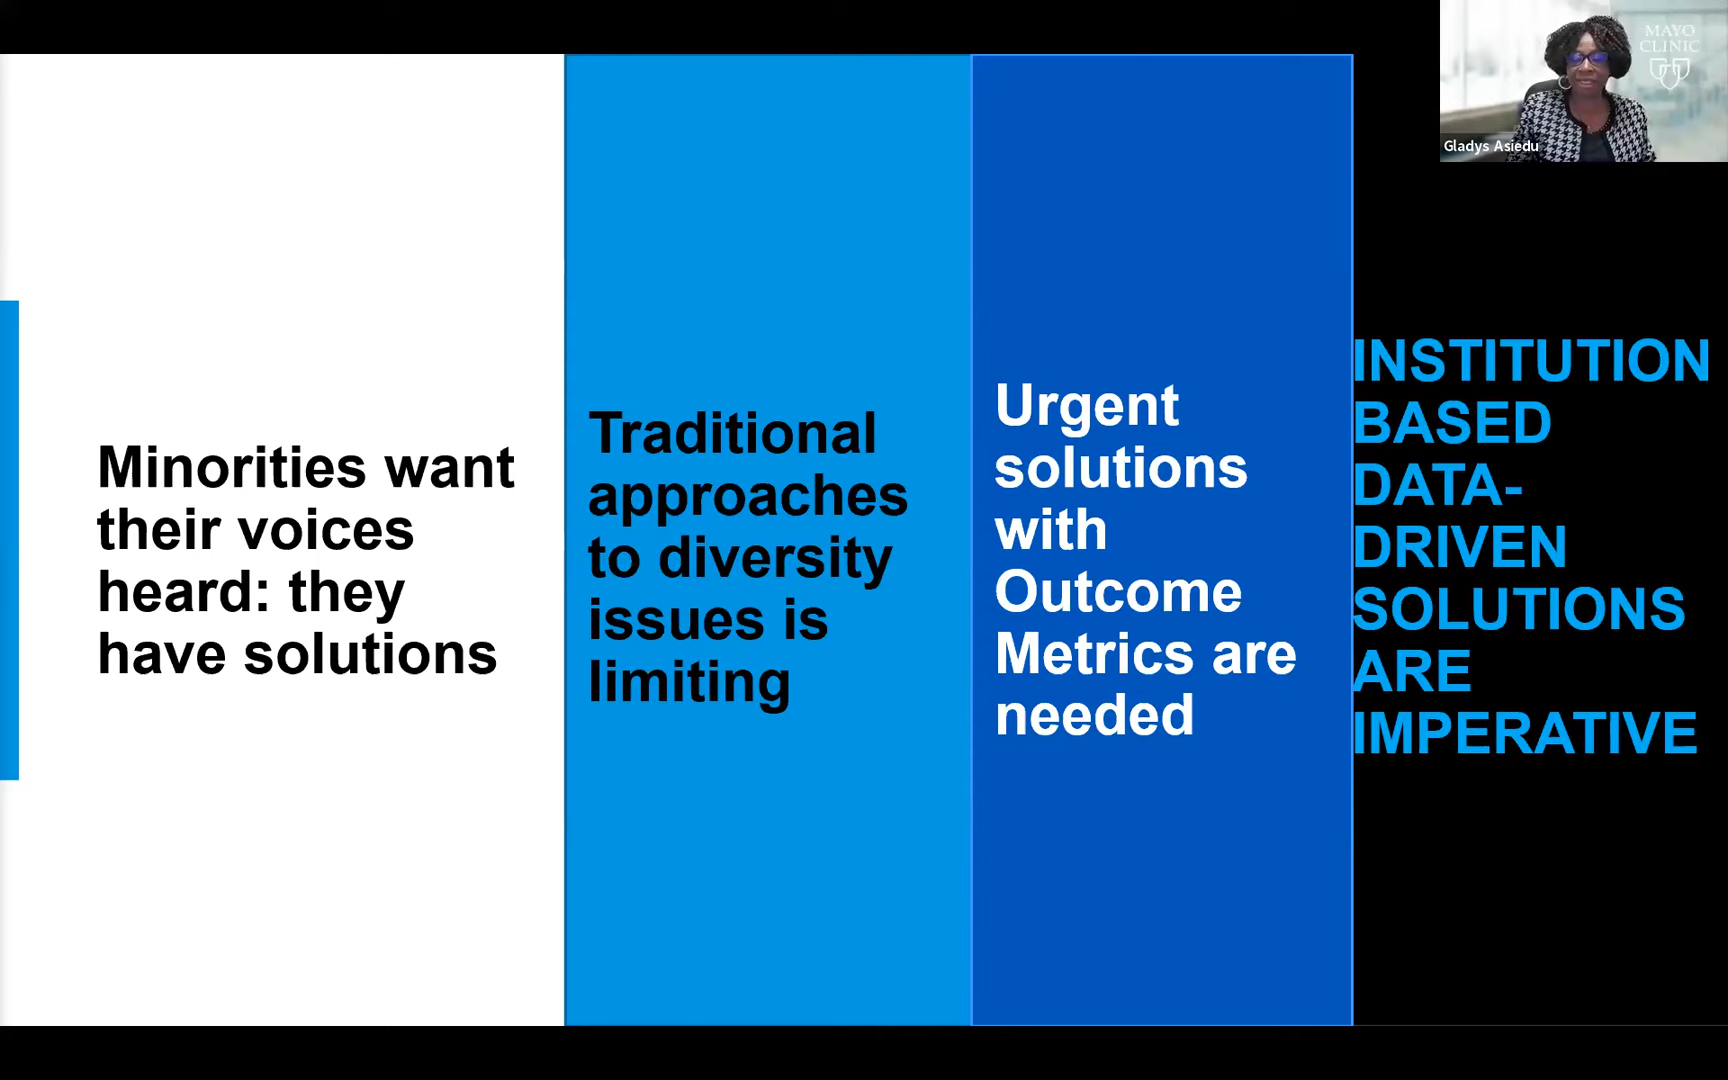 MAYO
CLINIC
Gladys Asiedu
Minorities want
their voices
heard: they
have solutions
Traditional
approaches
to diversity
issues is
limiting
Urgent
solutions
with
Outcome
Metrics are
needed
INSTITUTION
BASED
DATA-
DRIVEN
SOLUTIONS
ARE
IMPERATIVE